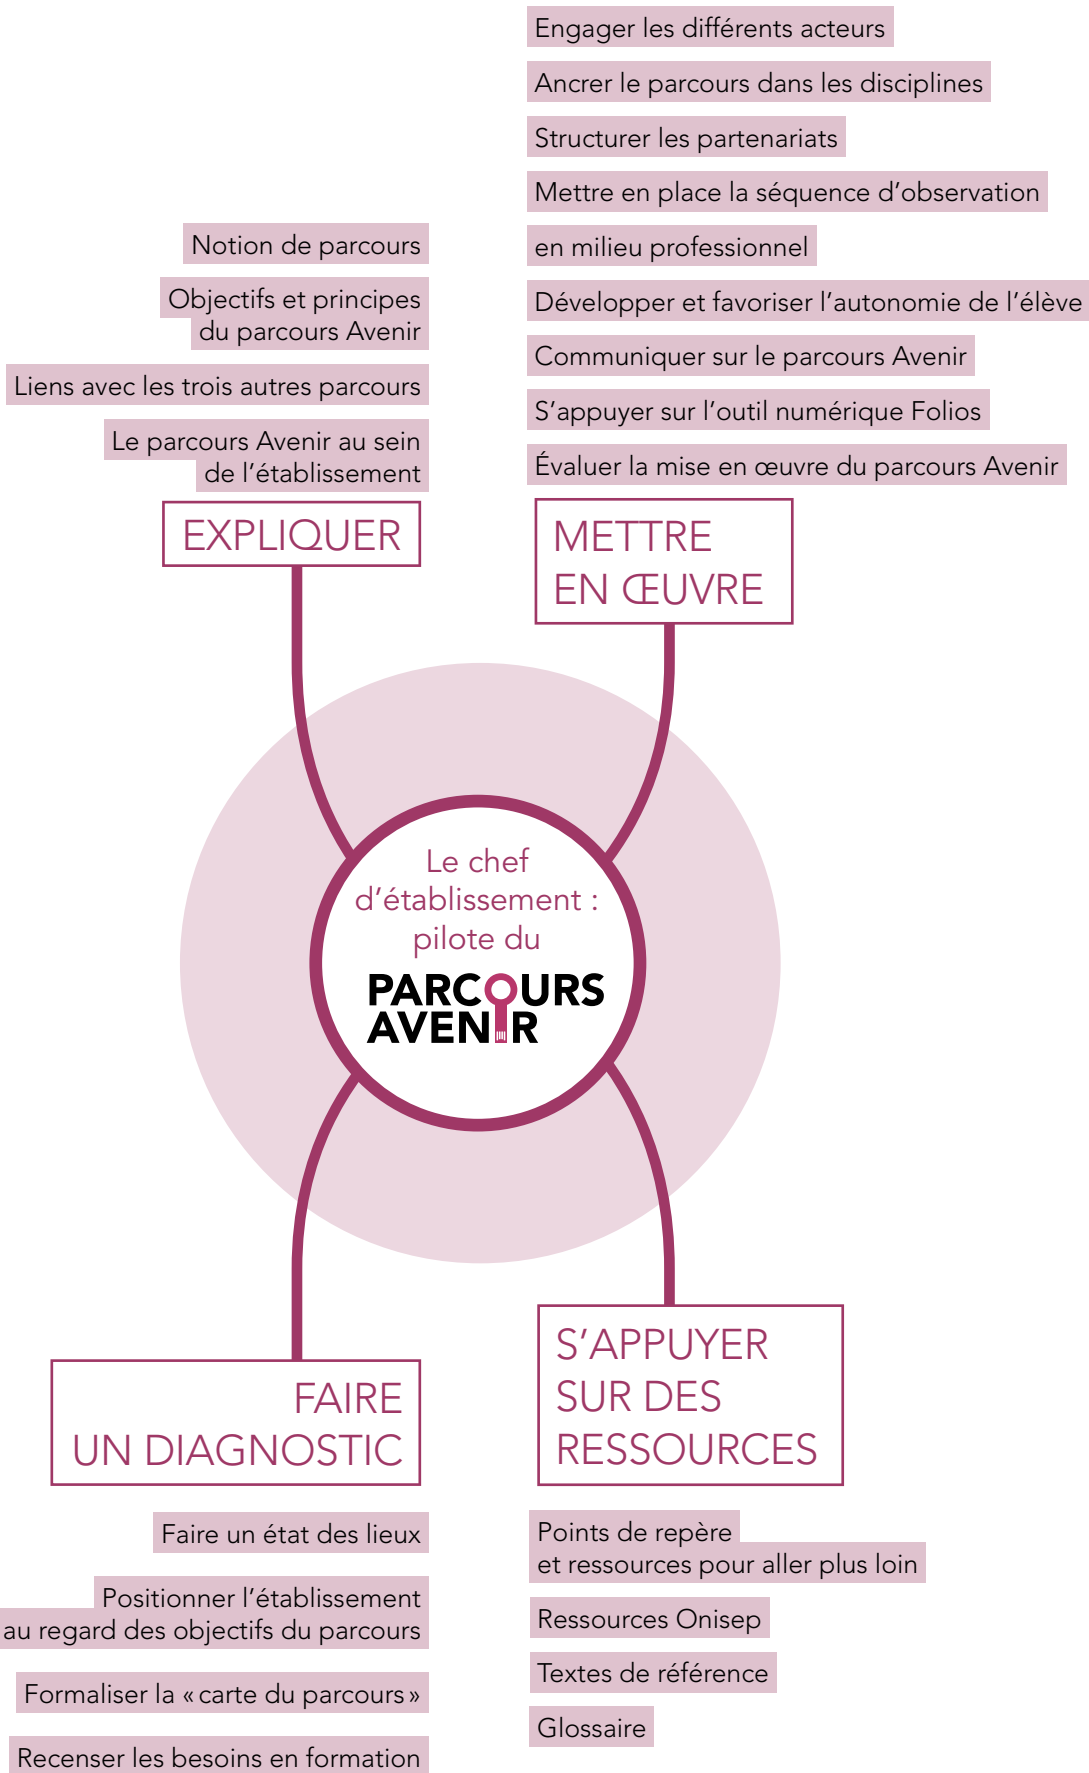 Engager les différents acteurs
Ancrer le parcours dans les disciplines
Structurer les partenariats
Mettre en place la séquence d’observation
en milieu professionnel
Développer et favoriser l’autonomie de l’élève
Communiquer sur le parcours Avenir
S’appuyer sur l’outil numérique Folios
Évaluer la mise en œuvre du parcours Avenir
METTRE
EN ŒUVRE
Notion de parcours
Objectifs et principes
du parcours Avenir
Liens avec les trois autres parcours
Le parcours Avenir au sein
de l’établissement
EXPLIQUER
Le chef
d’établissement :
pilote du
PARCOURS
AVENIR
FAIRE
UN DIAGNOSTIC
Faire un état des lieux
Positionner l’établissement
au regard des objectifs du parcours
Formaliser la « carte du parcours »
Recenser les besoins en formation
S’APPUYER
SUR DES
RESSOURCES
Points de repère
et ressources pour aller plus loin
Ressources Onisep
Textes de référence
Glossaire